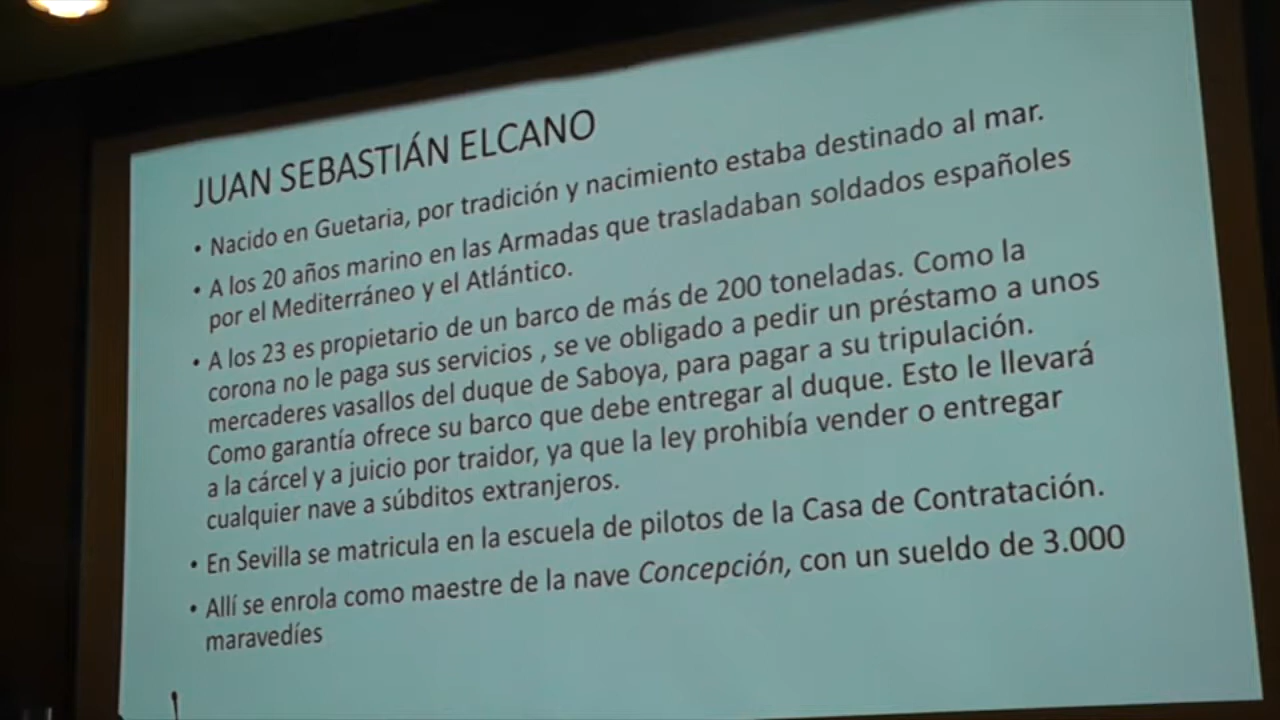 JUAN SEBASTIÁN ELCANO
• Nacido en Guetaria, por tradición y nacimiento estaba destinado al mar.
• A los 20 años marino en las Armadas que trasladaban soldados españoles
por el Mediterráneo y el Atlántico.
• A los 23 es propietario de un barco de más de 200 toneladas. Como la
corona no le paga sus servicios , se ve obligado a pedir un préstamo a unos
mercaderes vasallos del duque de Saboya, para pagar a su tripulación.
Como garantía ofrece su barco que debe entregar al duque. Esto le llevará
a la cárcel y a juicio por traidor, ya que la ley prohibía vender o entregar
cualquier nave a súbditos extranjeros.
• En Sevilla se matricula en la escuela de pilotos de la Casa de Contratación.
• Allí se enrola como maestre de la nave Concepción, con un sueldo de 3.000
maravedíes